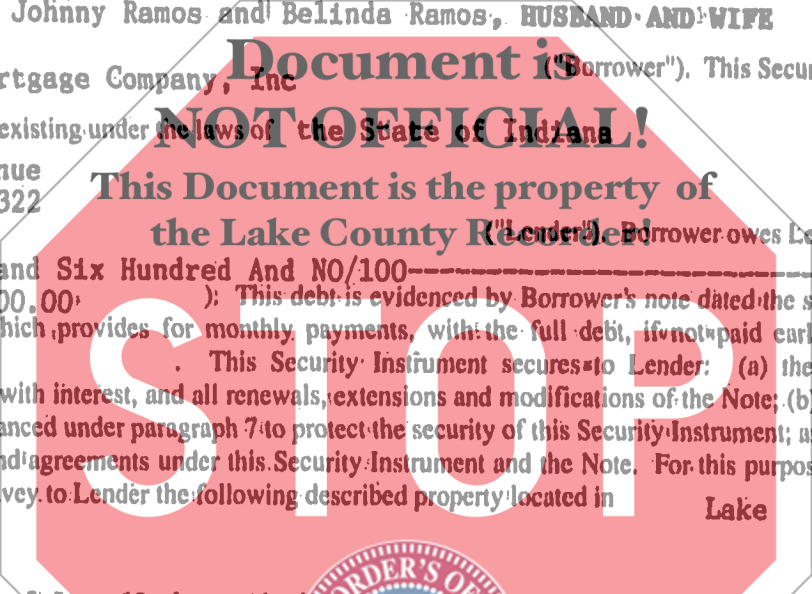 Johnny Ramos and Belinda Ramos, HUSBAND AND WIFE
Document is
("Borrower"). This Secur
rtgage Company, Inc
NOT OFFICIAL!
existing under the laws of the State of Indiana
nue
This Document is the property of
322
the Lake County Recorder!
("Lender"). Borrower owes Le
and Six Hundred And NO/100--------------------
00.00 ): This debt is evidenced by Borrower's note dated the s
hich provides for monthly payments, with the full debt, if not paid earl
. This Security Instrument secures to Lender: (a) the
with interest, and all renewals, extensions and modifications of the Note; (b)
anced under paragraph 7 to protect the security of this Security Instrument; a
nd agreements under this Security Instrument and the Note. For this purpos
vey to Lender the following described property located in
Lake
STOP
ORDER'S O